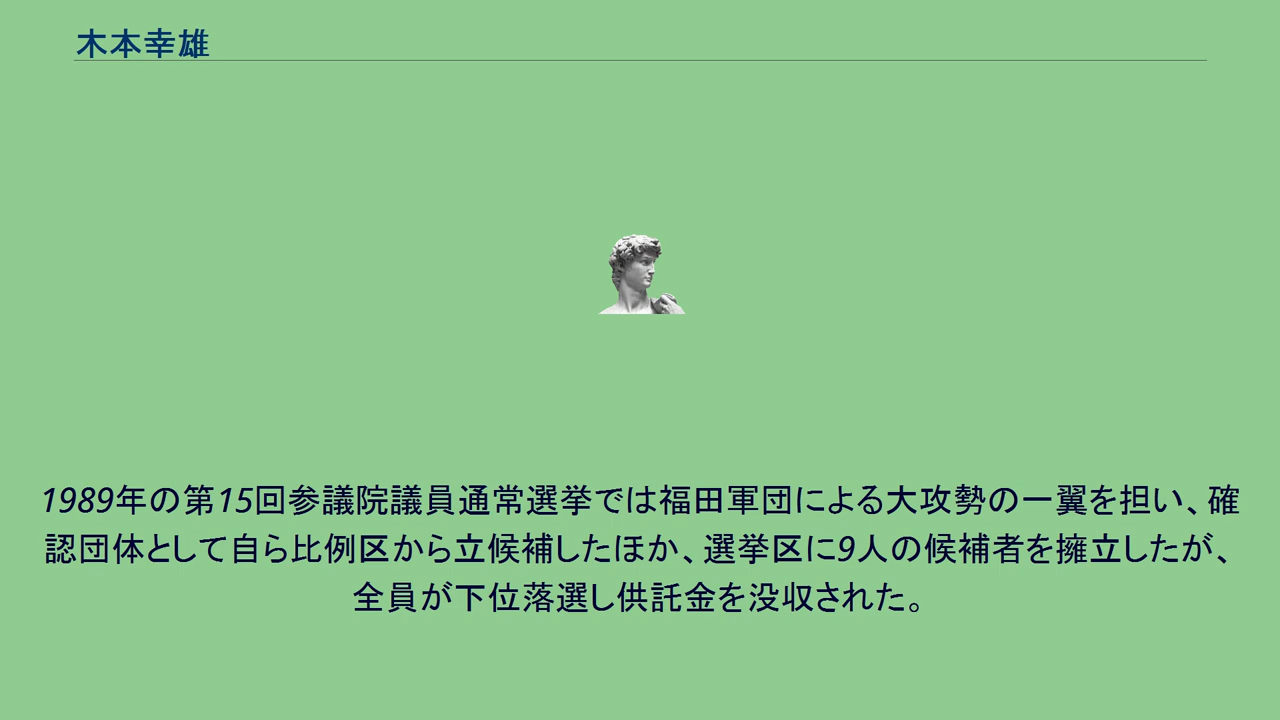 木本幸雄
1989年の第15回参議院議員通常選挙では福田軍団による大攻勢の一翼を担い、確
認団体として自ら比例区から立候補したほか、選挙区に9人の候補者を擁立したが、
全員が下位落選し供託金を没収された。